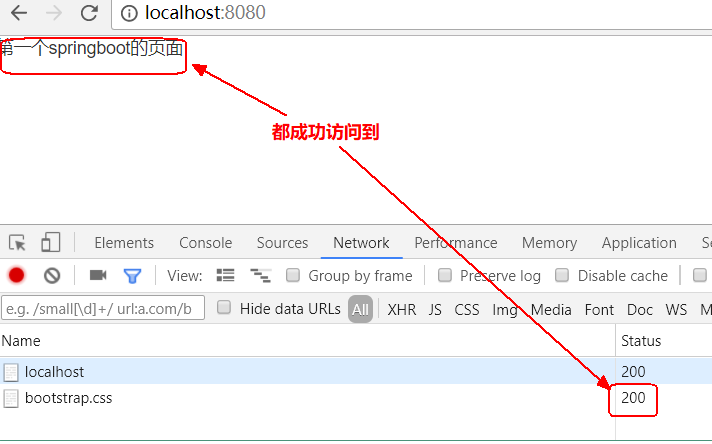 localhost:8080
第一个springboot的页面
都成功访问到
Elements Console Sources Network Performance Memory Application
View: Group by frame Preserve log Disable cache
e.g. /small[\d]+/ url:a.com/b Hide data URLs All XHR JS CSS Img Media Font Doc WS M
Name Status
localhost 200
bootstrap.css 200